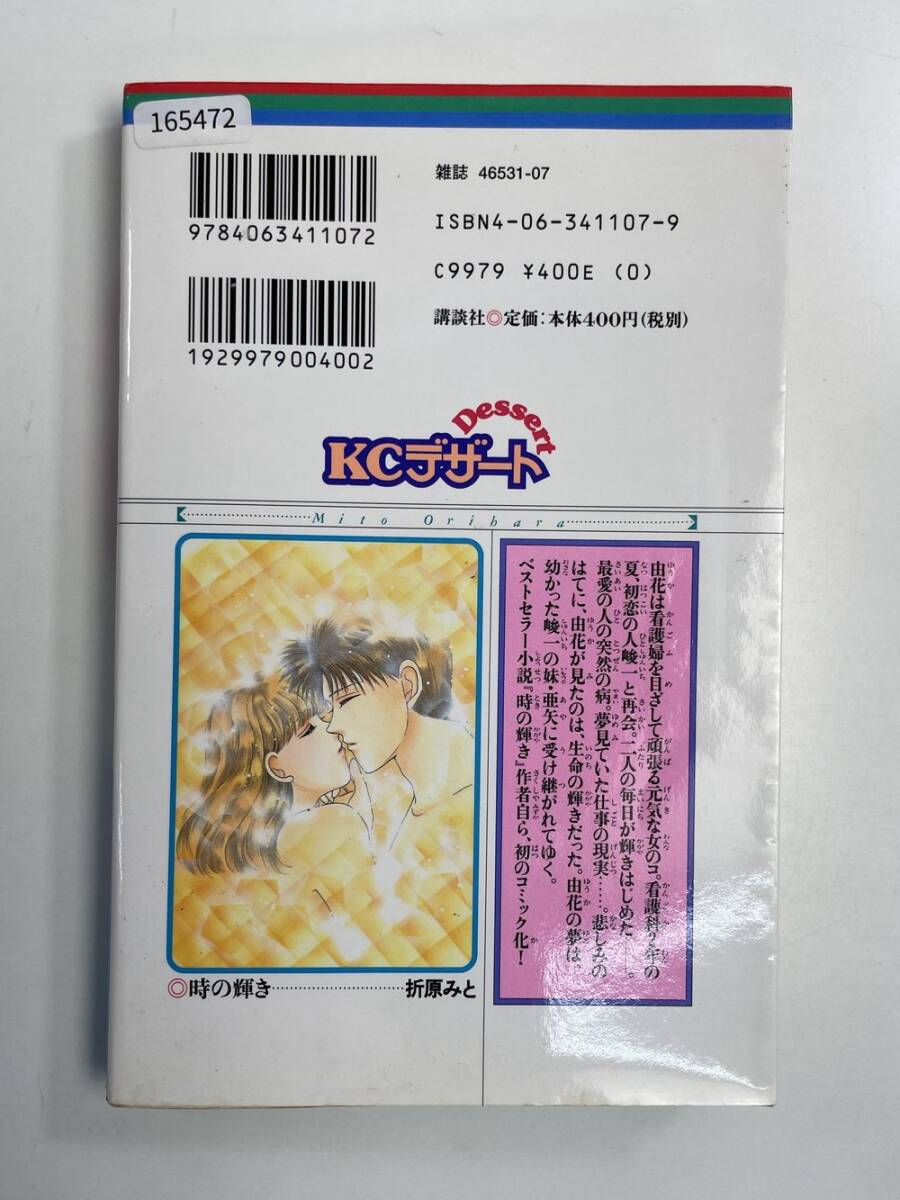 165472
9784063411072
1929979004002
雑誌 46531-07
ISBN4-06-341107-9
C9979 ¥400E (0)
講談社◎定価：本体400円(税別)
Dessert
KCデザート
Mito Orihara
由花は看護婦を目ざして頑張る元気な女のコ。看護科2年の
夏、初恋の人峻一と再会。二人の毎日が輝きはじめた——。
最愛の人の突然の病。夢見ていた仕事の現実……。悲しみの
はてに、由花が見たのは、生命の輝きだった。由花の夢は、
幼かった峻一の妹・亜矢に受け継がれてゆく。
ベストセラー小説『時の輝き』作者自ら、初のコミック化！
◎時の輝き……………………………折原みと